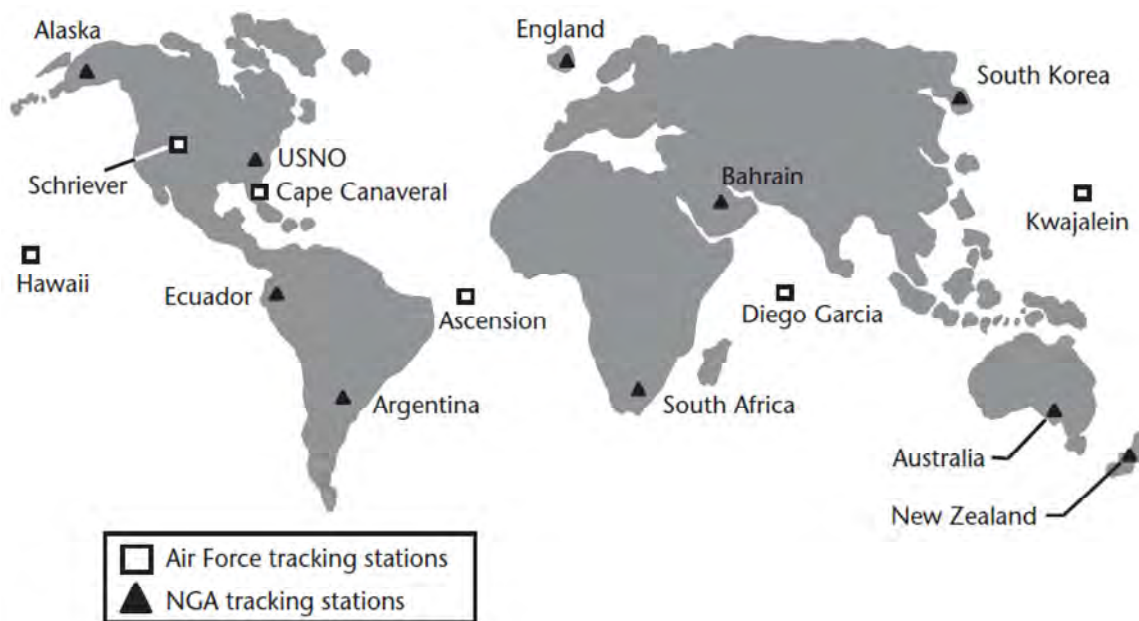 Alaska
England
South Korea
USNO
Schriever
Cape Canaveral
Bahrain
Kwajalein
Hawaii
Ecuador
Ascension
Diego Garcia
Argentina
South Africa
Australia
New Zealand
Air Force tracking stations
NGA tracking stations